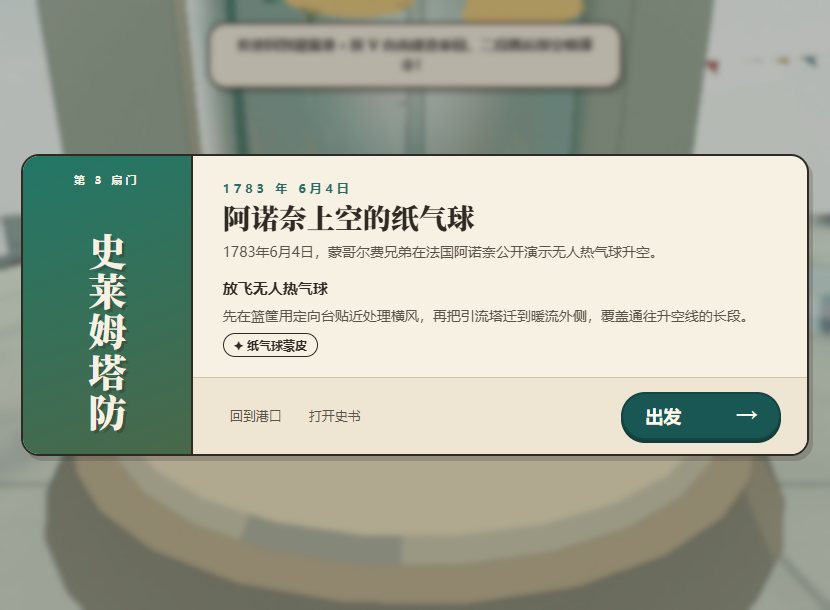 第 3 扇门
史莱姆塔防
1783 年 6月4日
阿诺奈上空的纸气球
1783年6月4日，蒙哥尔费兄弟在法国阿诺奈公开演示无人热气球升空。
放飞无人热气球
先在篮筐用定向台贴近处理横风，再把引流塔迁到暖流外侧，覆盖通往升空线的长段。
✦ 纸气球蒙皮
回到港口
打开史书
出发 →